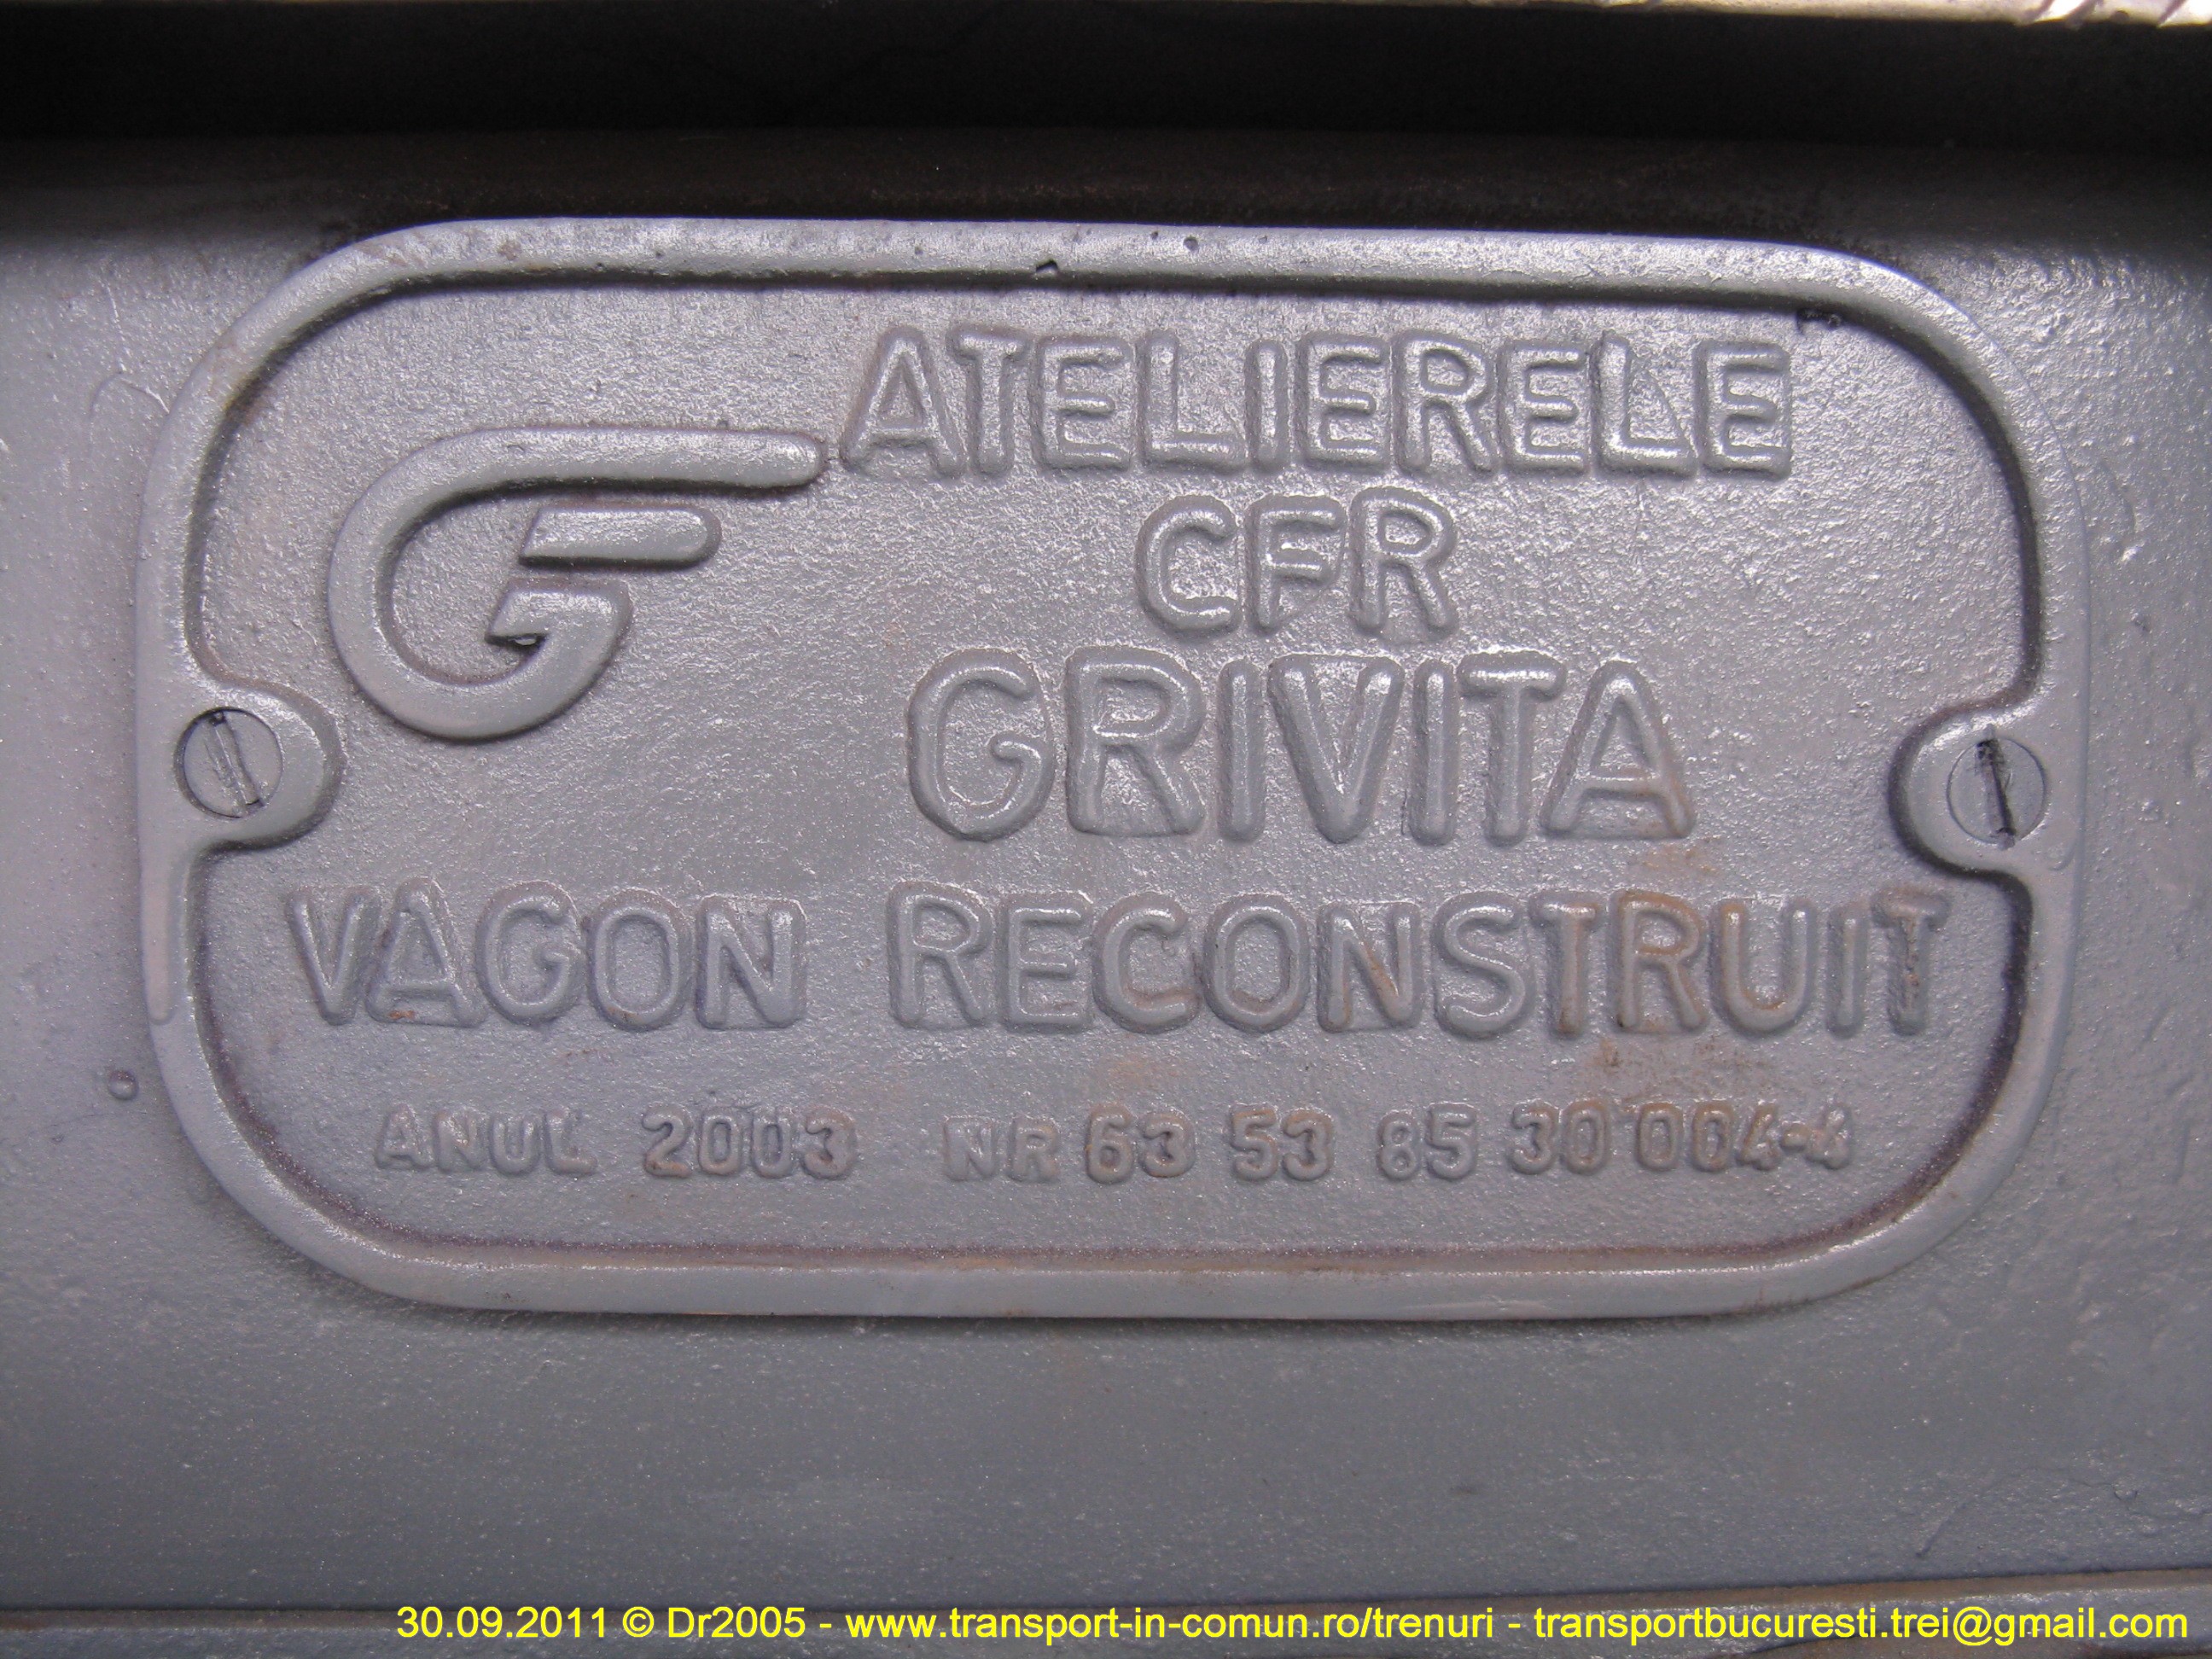 ATELIERELE
CFR
GRIVITA
VAGON RECONSTRUIT
ANUL 2003 NR 63 53 85 30 004-4
30.09.2011 © Dr2005 - www.transport-in-comun.ro/trenuri - transportbucuresti.trei@gmail.com